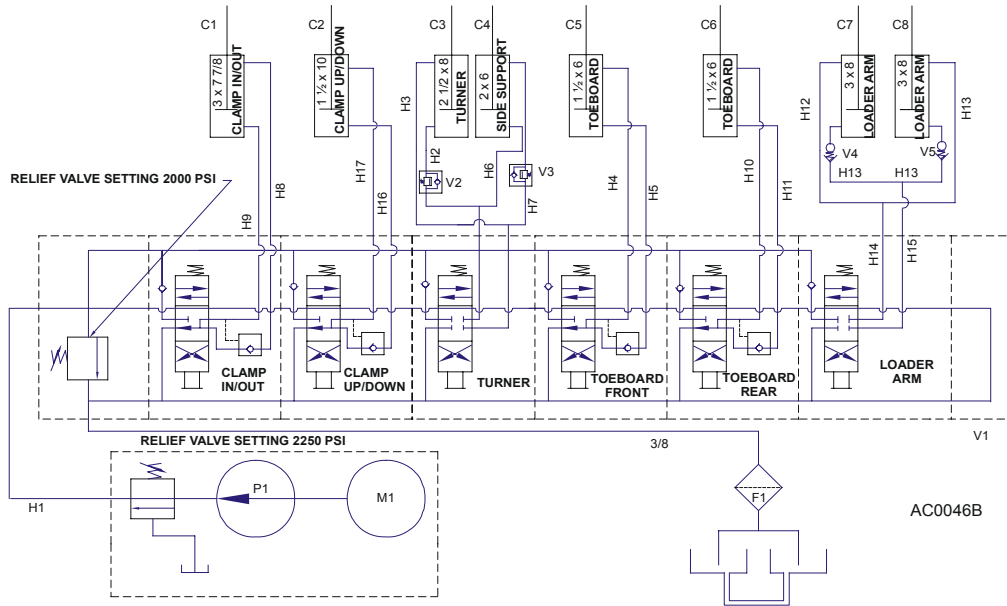 C1
C2
C3
C4
C5
C6
C7
C8
3 x 7 7/8
CLAMP IN/OUT
1 ½ x 10
CLAMP UP/DOWN
2 1/2 x 8
TURNER
2 x 6
SIDE SUPPORT
1 ½ x 6
TOEBOARD
1 ½ x 6
TOEBOARD
3 x 8
LOADER ARM
3 x 8
LOADER ARM
H3
H12
H13
H2
V4
V5
H17
H6
V2
V3
H13
H13
RELIEF VALVE SETTING 2000 PSI
H8
H4
H10
H9
H16
H7
H5
H11
H14
H15
CLAMP
IN/OUT
CLAMP
UP/DOWN
TURNER
TOEBOARD
FRONT
TOEBOARD
REAR
LOADER
ARM
RELIEF VALVE SETTING 2250 PSI
3/8
V1
H1
P1
M1
F1
AC0046B